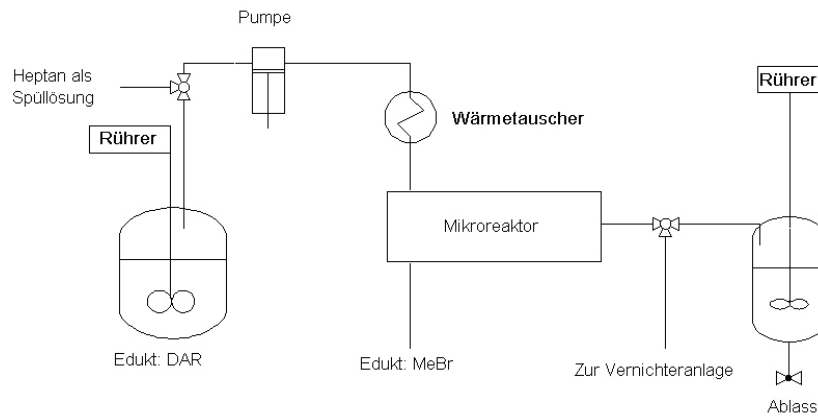 Pumpe
Heptan als
Spüllösung
Rührer
Rührer
Wärmetauscher
Mikroreaktor
Edukt: DAR
Edukt: MeBr
Zur Vernichteranlage
Ablass